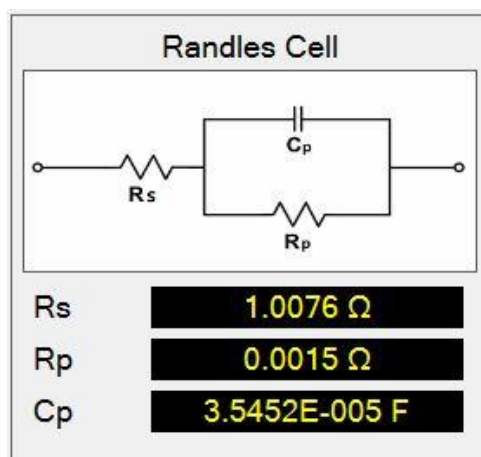 Randles Cell
Cp
Rs
Rp
Rs 1.0076 Ω
Rp 0.0015 Ω
Cp 3.5452E-005 F